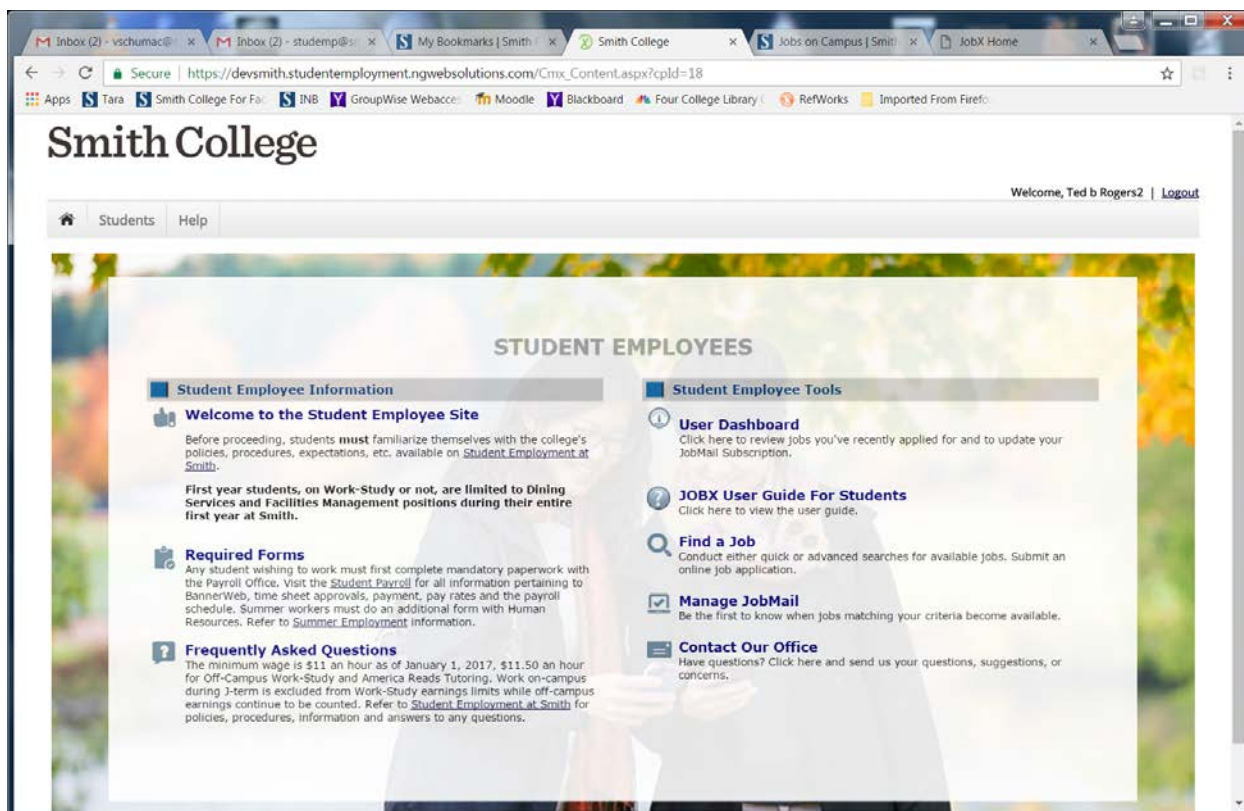 Inbox (2) - vschumac@
Inbox (2) - studemp@s
My Bookmarks | Smith
Smith College
Jobs on Campus | Smit
JobX Home
Secure | https://devsmith.studentemployment.ngwebsolutions.com/Cmx_Content.aspx?cpId=18
Apps Tara Smith College For Fac INB GroupWise Webacce Moodle Blackboard Four College Library ( RefWorks Imported From Firefo
Smith College
Welcome, Ted b Rogers2 | Logout
Students Help
STUDENT EMPLOYEES
Student Employee Information
Welcome to the Student Employee Site
Before proceeding, students must familiarize themselves with the college's
policies, procedures, expectations, etc. available on Student Employment at
Smith.
First year students, on Work-Study or not, are limited to Dining
Services and Facilities Management positions during their entire
first year at Smith.
Required Forms
Any student wishing to work must first complete mandatory paperwork with
the Payroll Office. Visit the Student Payroll for all information pertaining to
BannerWeb, time sheet approvals, payment, pay rates and the payroll
schedule. Summer workers must do an additional form with Human
Resources. Refer to Summer Employment information.
Frequently Asked Questions
The minimum wage is $11 an hour as of January 1, 2017, $11.50 an hour
for Off-Campus Work-Study and America Reads Tutoring. Work on-campus
during J-term is excluded from Work-Study earnings limits while off-campus
earnings continue to be counted. Refer to Student Employment at Smith for
policies, procedures, information and answers to any questions.
Student Employee Tools
User Dashboard
Click here to review jobs you've recently applied for and to update your
JobMail Subscription.
JOBX User Guide For Students
Click here to view the user guide.
Find a Job
Conduct either quick or advanced searches for available jobs. Submit an
online job application.
Manage JobMail
Be the first to know when jobs matching your criteria become available.
Contact Our Office
Have questions? Click here and send us your questions, suggestions, or
concerns.